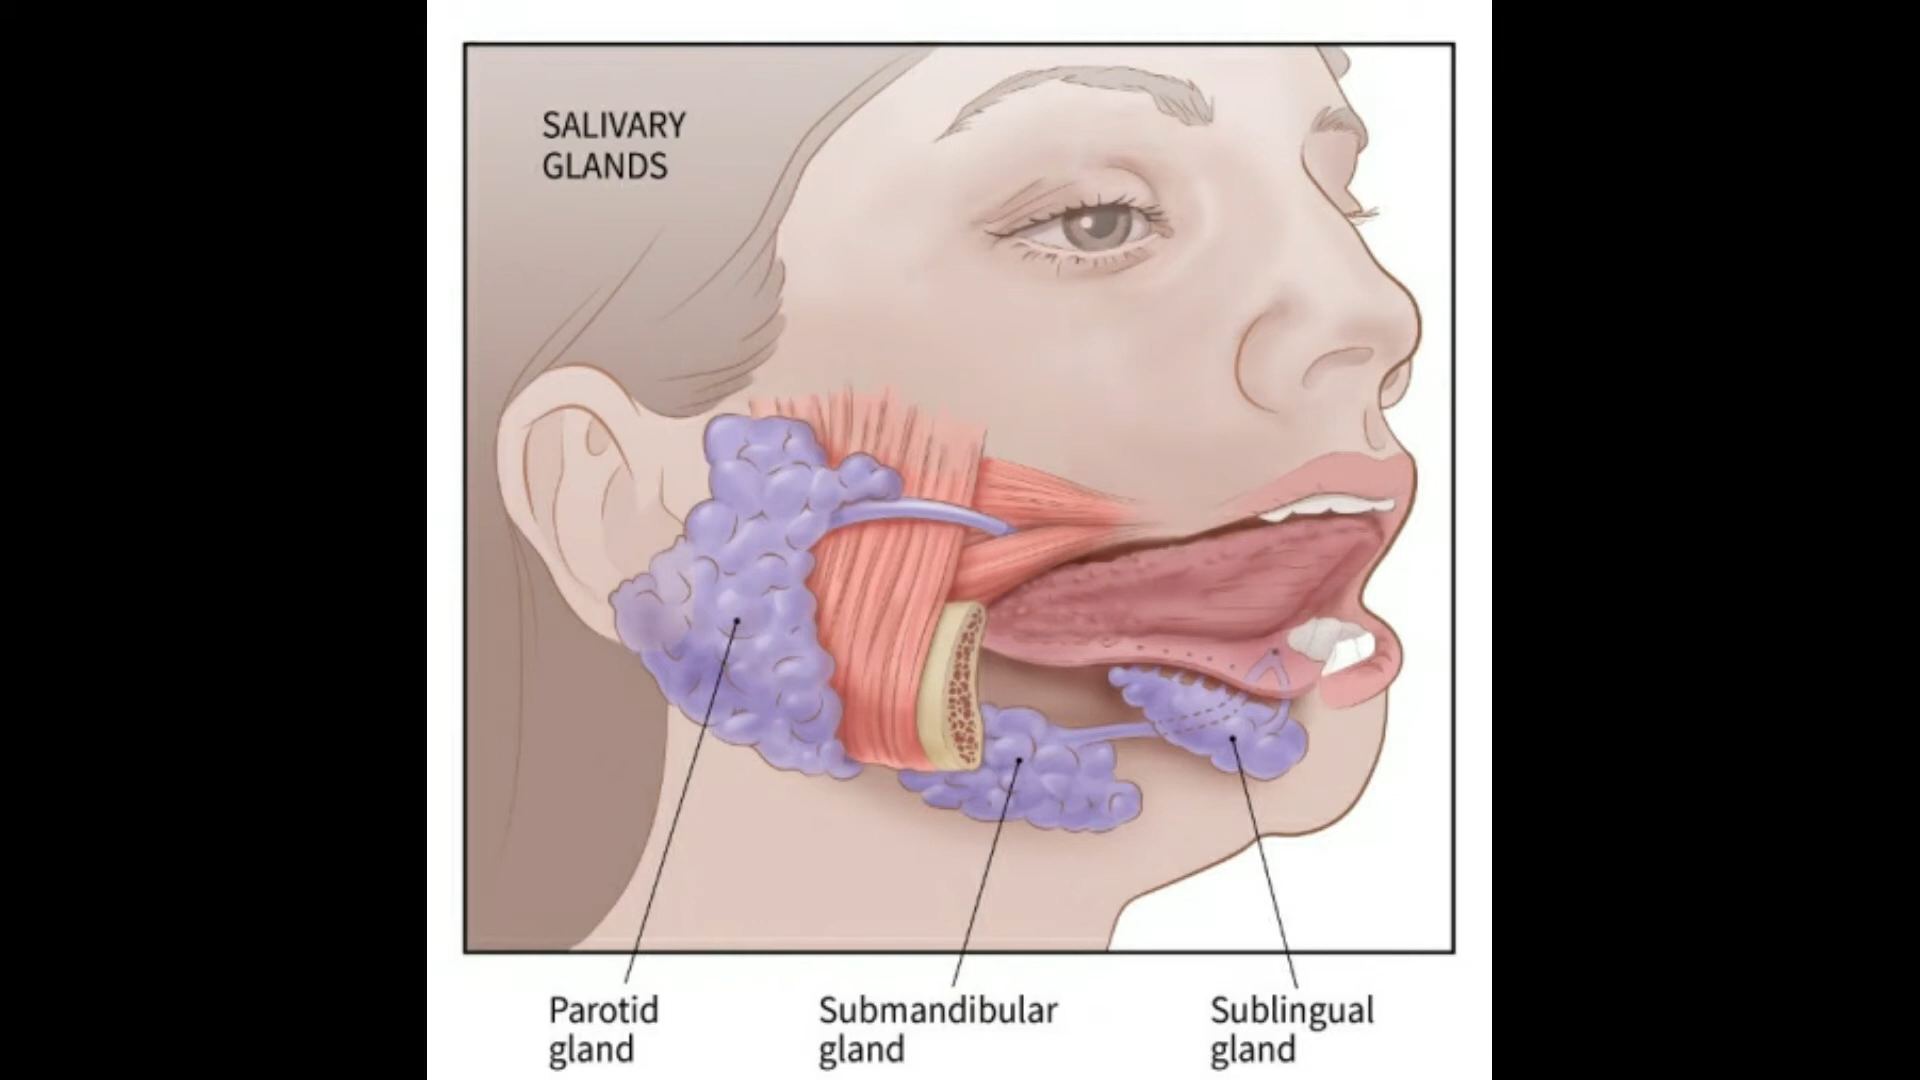 SALIVARY
GLANDS
Parotid
gland
Submandibular
gland
Sublingual
gland